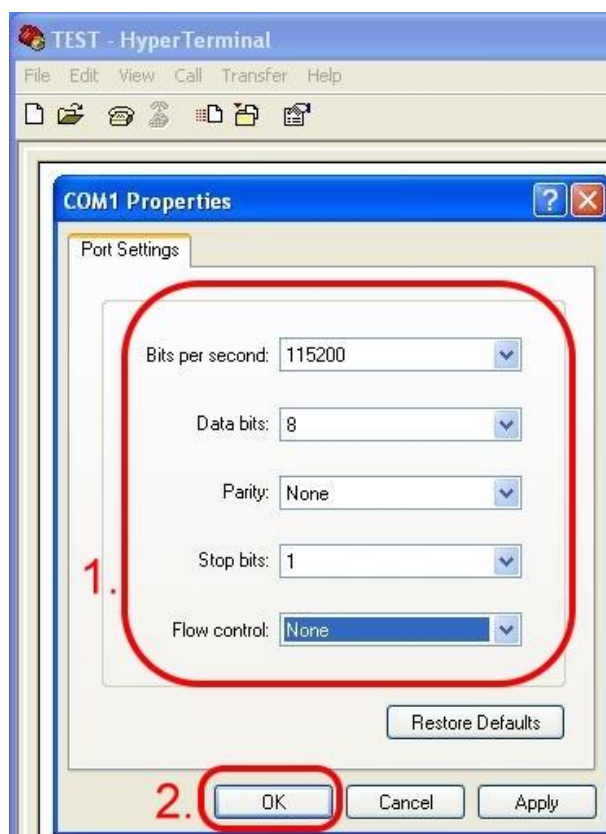 TEST - HyperTerminal
File Edit View Call Transfer Help
COM1 Properties
?
Port Settings
Bits per second: 115200
Data bits: 8
Parity: None
Stop bits: 1
1.
Flow control: None
Restore Defaults
2. OK Cancel Apply